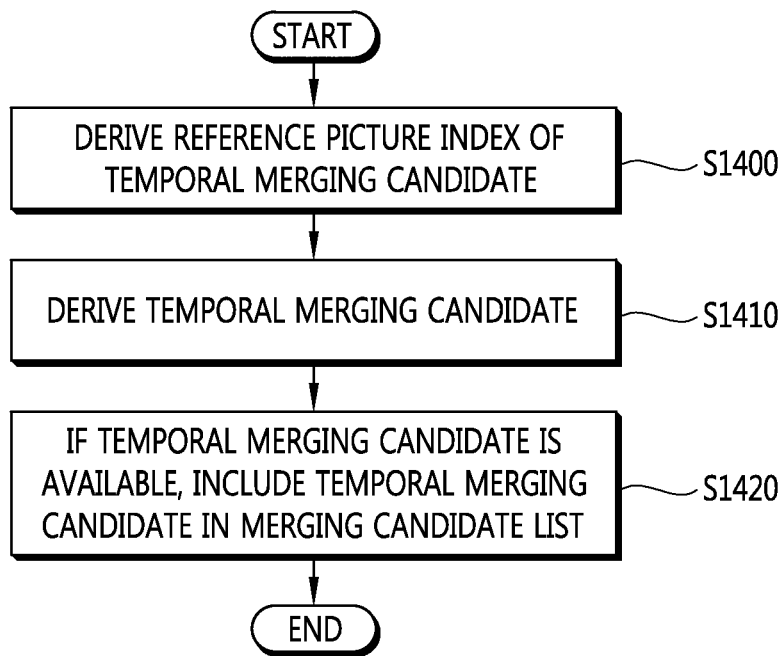 START
DERIVE REFERENCE PICTURE INDEX OF
TEMPORAL MERGING CANDIDATE
S1400
DERIVE TEMPORAL MERGING CANDIDATE
S1410
IF TEMPORAL MERGING CANDIDATE IS
AVAILABLE, INCLUDE TEMPORAL MERGING
CANDIDATE IN MERGING CANDIDATE LIST
S1420
END